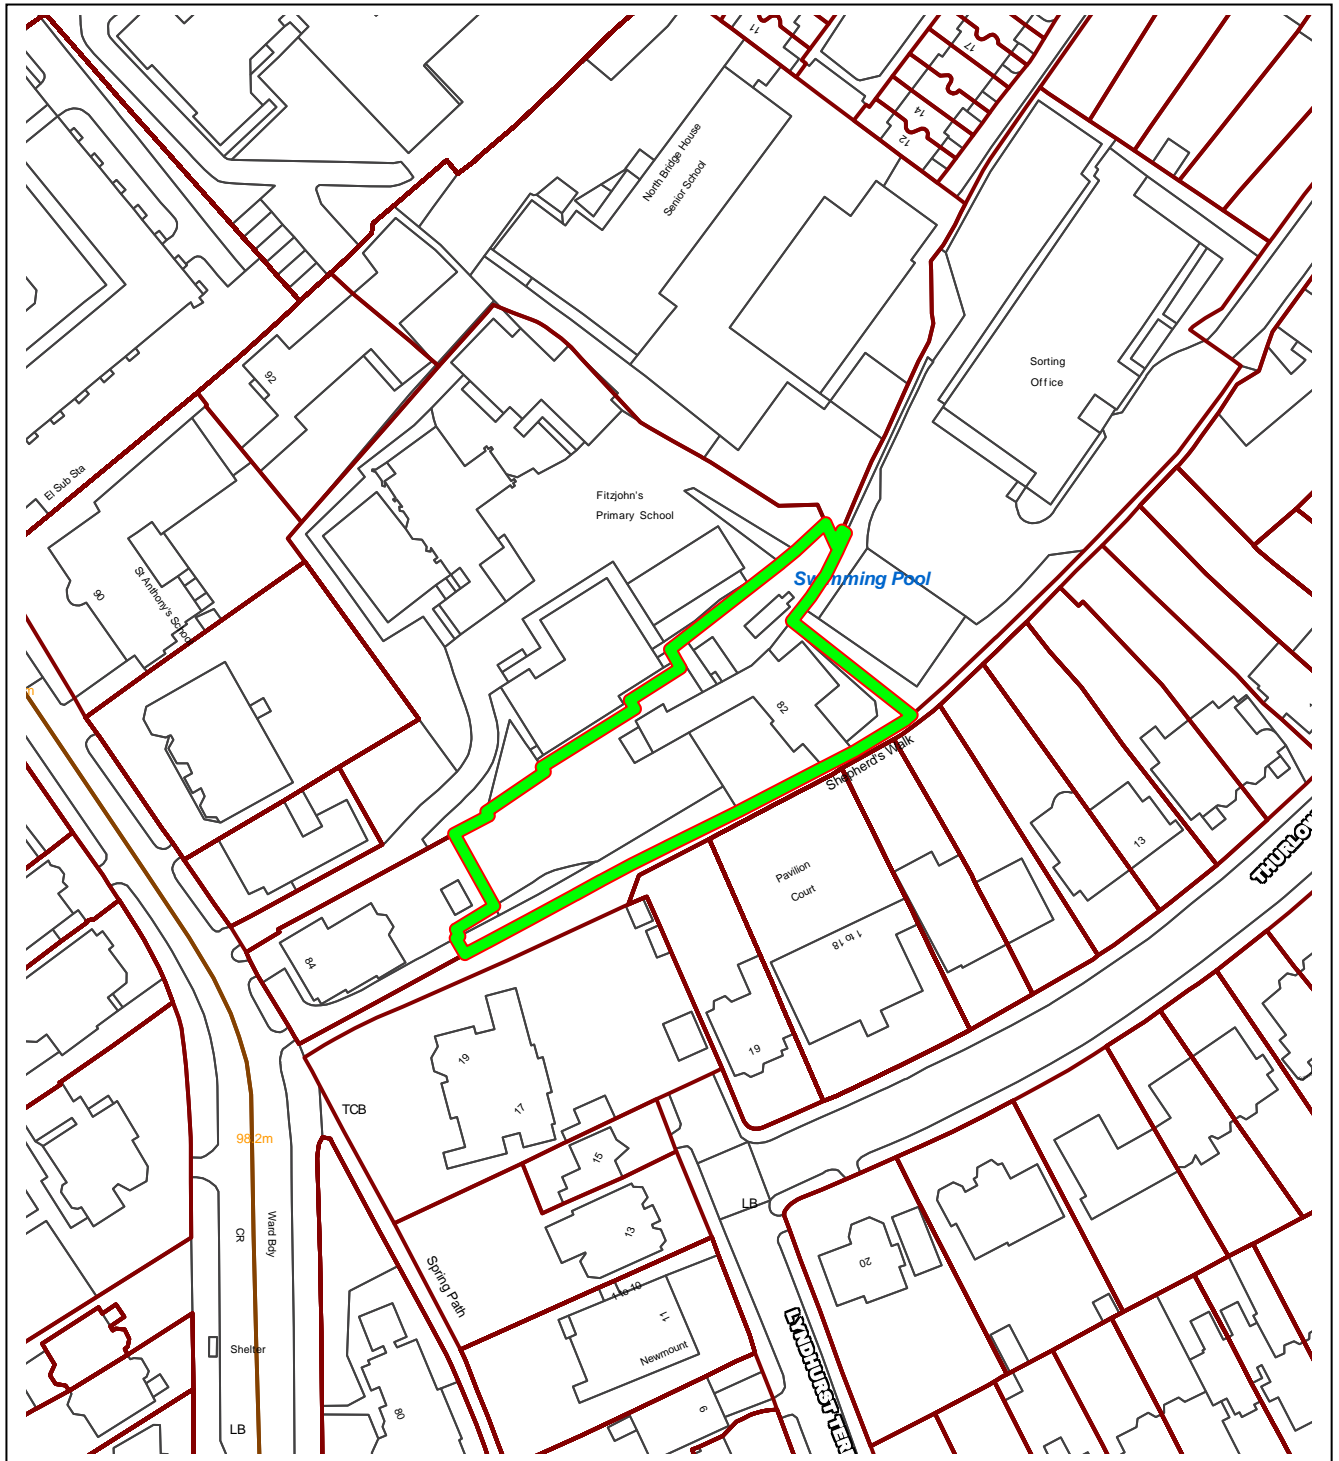 11
17
14
12
North Bridge House
Senior School
Sorting
Office
92
El Sub Sta
Fitzjohn's
Primary School
Swimming Pool
St Anthony's School
90
m
82
Shepherd's Walk
13
THURLOW
Pavilion
Court
1 to 18
84
19
17
19
TCB
98.2m
15
LB
13
CR
Ward Bdy
20
Spring Path
1 to 10
11
Newmount
LYNDHURST TERR
Shelter
80
9
LB